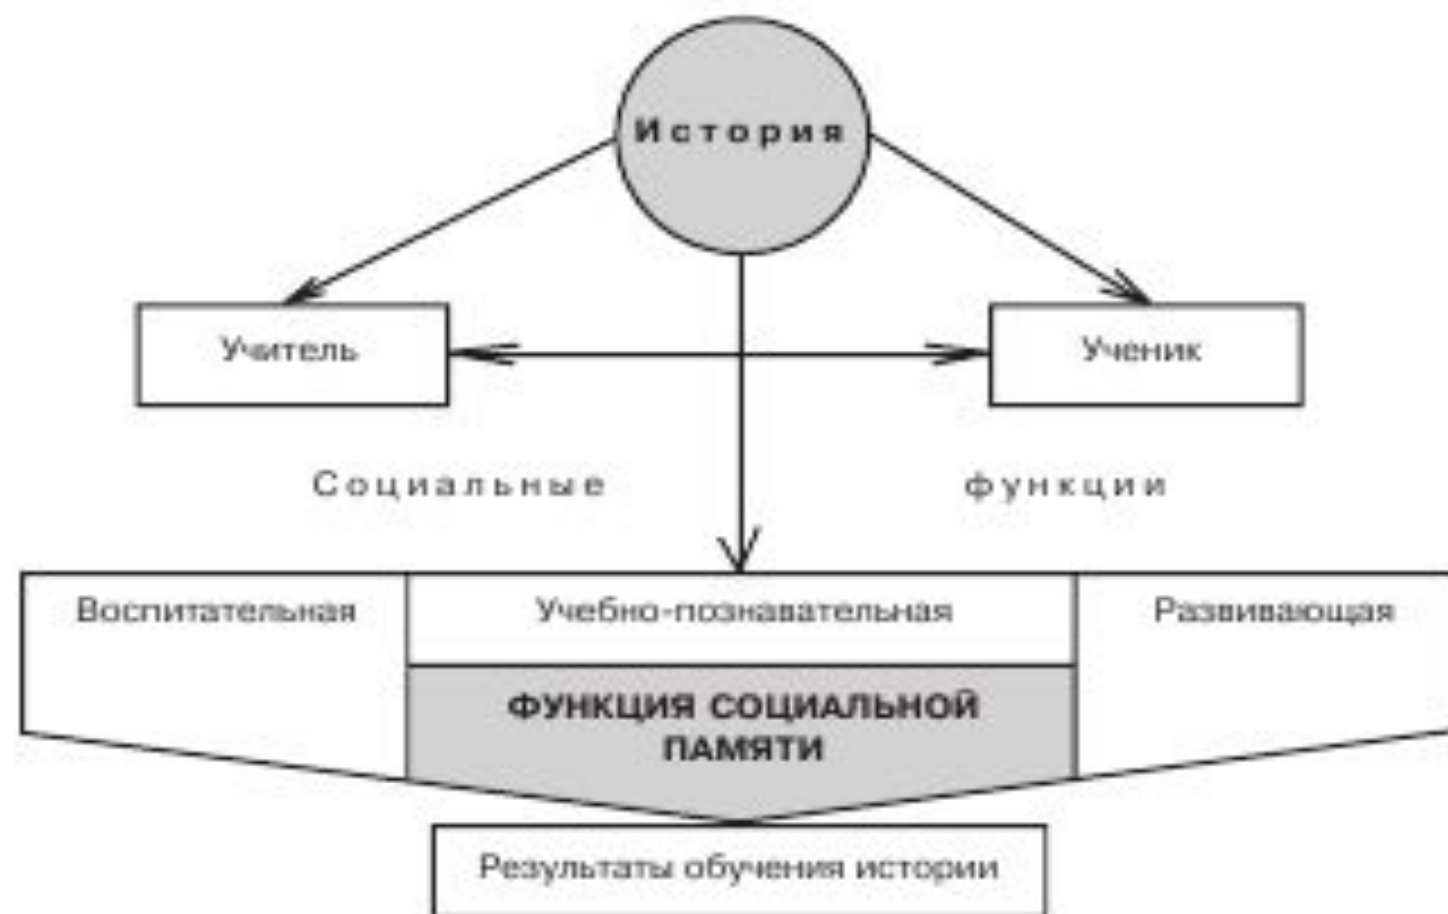 История
Учитель
Ученик
Социальные функции
Воспитательная
Учебно-познавательная
Развивающая
ФУНКЦИЯ СОЦИАЛЬНОЙ
ПАМЯТИ
Результаты обучения истории